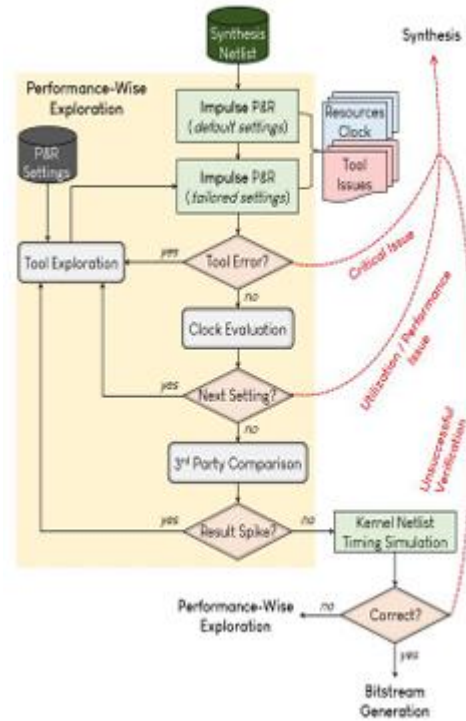 Synthesis
Netlist
Synthesis
Performance-Wise
Exploration
Impulse P&R
(default settings)
Resources
Clock
P&R
Settings
Impulse P&R
(tailored settings)
Tool
Issues
Tool Exploration
yes
Tool Error?
Critical Issue
no
Clock Evaluation
Utilization / Performance
Issue
yes
Next Setting?
no
3rd Party Comparison
Unsuccessful
Verification
yes
Result Spike?
no
Kernel Netlist
Timing Simulation
Performance-Wise
Exploration
no
Correct?
yes
Bitstream
Generation